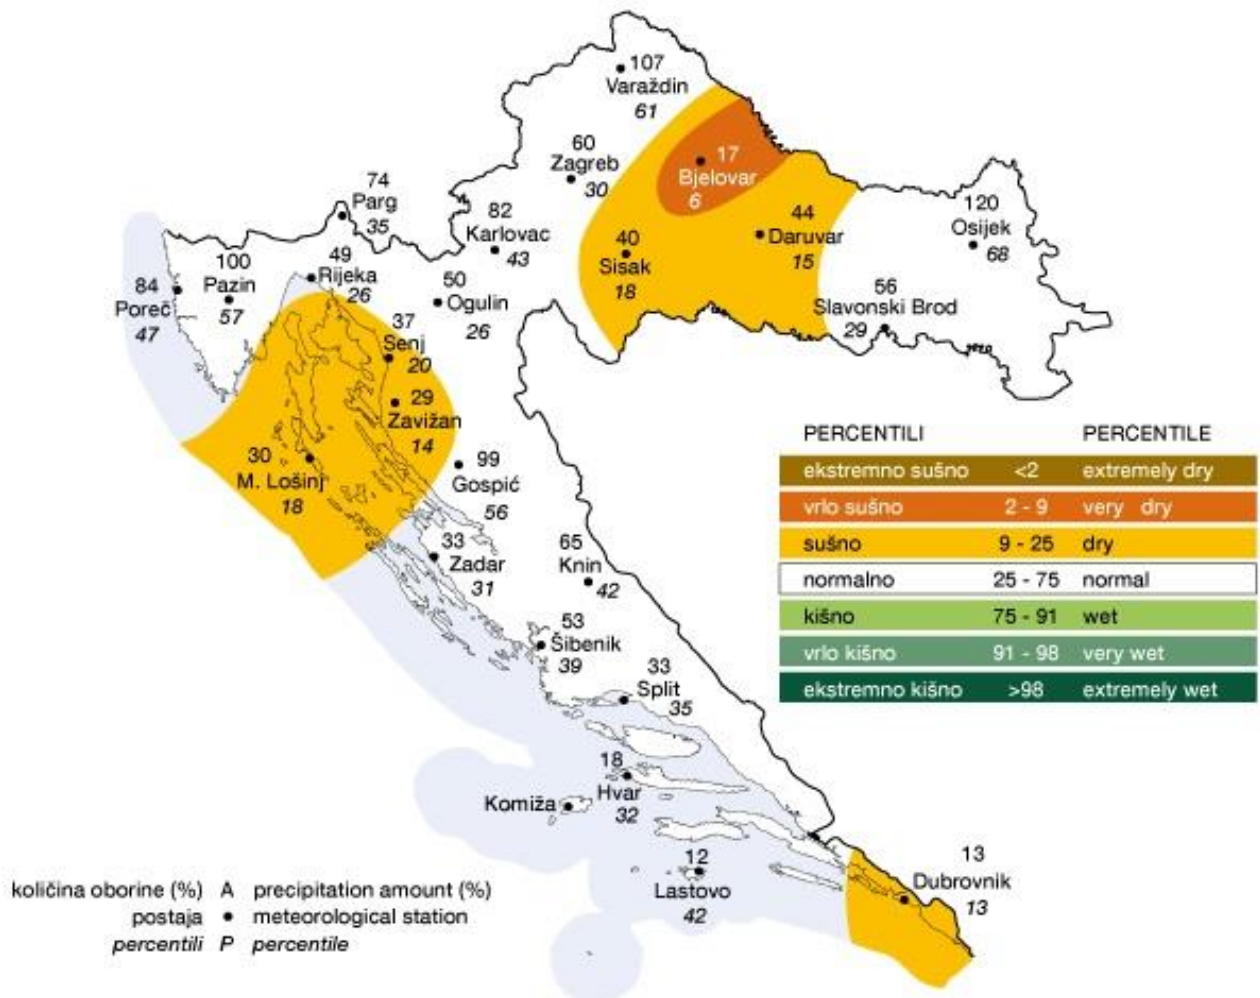 107
Varaždin
61
60
Zagreb
30
17
Bjelovar
6
74
Parg
35
82
Karlovac
43
40
Sisak
18
44
Daruvar
15
120
Osijek
68
84
Poreč
47
100
Pazin
57
49
Rijeka
26
50
Ogulin
26
56
Slavonski Brod
29
37
Senj
20
29
Zavižan
14
30
M. Lošinj
18
99
Gospić
56
33
Zadar
31
65
Knin
42
53
Šibenik
39
33
Split
35
18
Hvar
32
Komiža
12
Lastovo
42
13
Dubrovnik
13
PERCENTILI PERCENTILE
ekstremno sušno <2 extremely dry
vrlo sušno 2 - 9 very dry
sušno 9 - 25 dry
normalno 25 - 75 normal
kišno 75 - 91 wet
vrlo kišno 91 - 98 very wet
ekstremno kišno >98 extremely wet
količina oborine (%) A precipitation amount (%)
postaja ● meteorological station
percentili P percentile